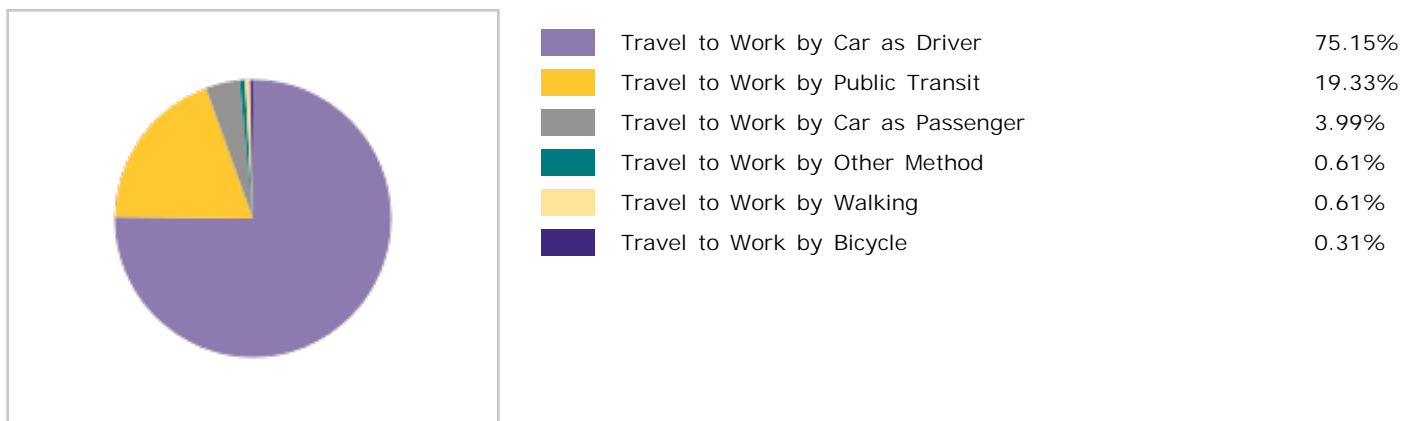 Travel to Work by Car as Driver 75.15%
Travel to Work by Public Transit 19.33%
Travel to Work by Car as Passenger 3.99%
Travel to Work by Other Method 0.61%
Travel to Work by Walking 0.61%
Travel to Work by Bicycle 0.31%